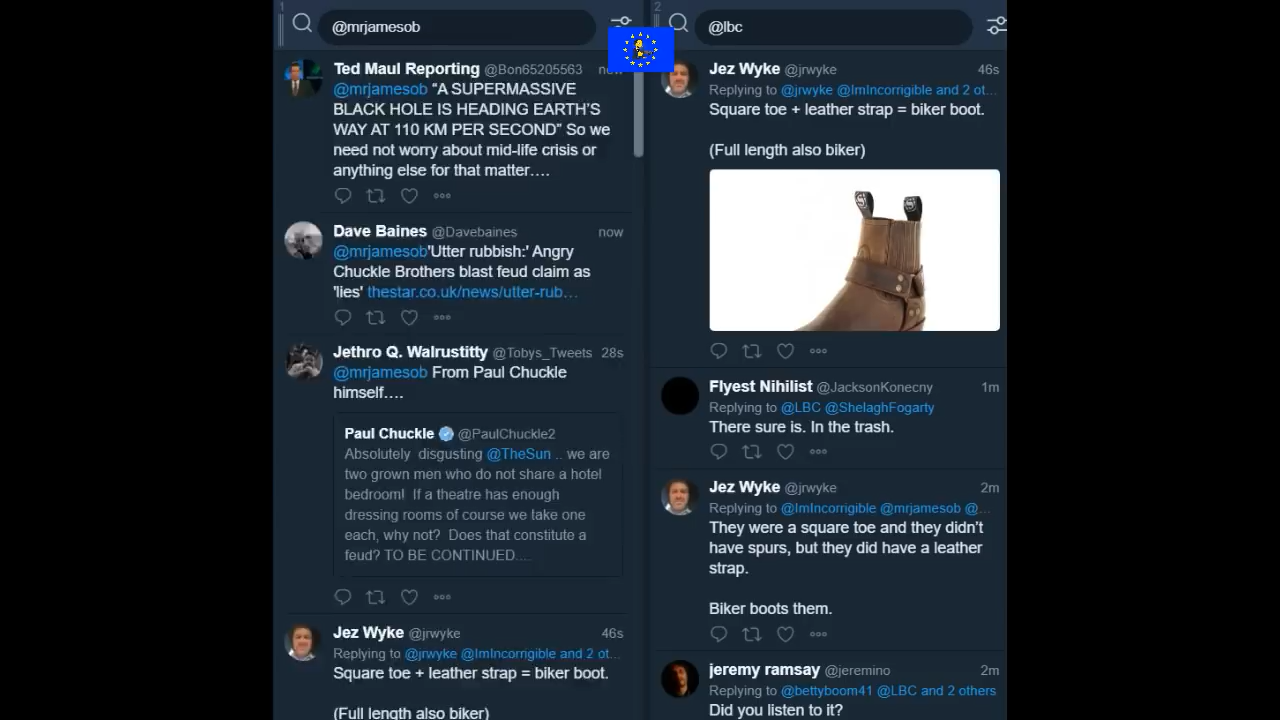 1
@mrjamesob
Ted Maul Reporting @Bon65205563
@mrjamesob “A SUPERMASSIVE
BLACK HOLE IS HEADING EARTH’S
WAY AT 110 KM PER SECOND” So we
need not worry about mid-life crisis or
anything else for that matter….
Dave Baines @Davebaines now
@mrjamesob'Utter rubbish:' Angry
Chuckle Brothers blast feud claim as
'lies' thestar.co.uk/news/utter-rub…
Jethro Q. Walrustitty @Tobys_Tweets 28s
@mrjamesob From Paul Chuckle
himself….
Paul Chuckle @PaulChuckle2
Absolutely disgusting @TheSun .. we are
two grown men who do not share a hotel
bedroom! If a theatre has enough
dressing rooms of course we take one
each, why not? Does that constitute a
feud? TO BE CONTINUED....
Jez Wyke @jrwyke 46s
Replying to @jrwyke @ImIncorrigible and 2 ot...
Square toe + leather strap = biker boot.
(Full length also biker)
2
@lbc
Jez Wyke @jrwyke 46s
Replying to @jrwyke @ImIncorrigible and 2 ot...
Square toe + leather strap = biker boot.
(Full length also biker)
Flyest Nihilist @JacksonKonecny 1m
Replying to @LBC @ShelaghFogarty
There sure is. In the trash.
Jez Wyke @jrwyke 2m
Replying to @ImIncorrigible @mrjamesob @...
They were a square toe and they didn’t
have spurs, but they did have a leather
strap.
Biker boots them.
jeremy ramsay @jeremino 2m
Replying to @bettyboom41 @LBC and 2 others
Did you listen to it?